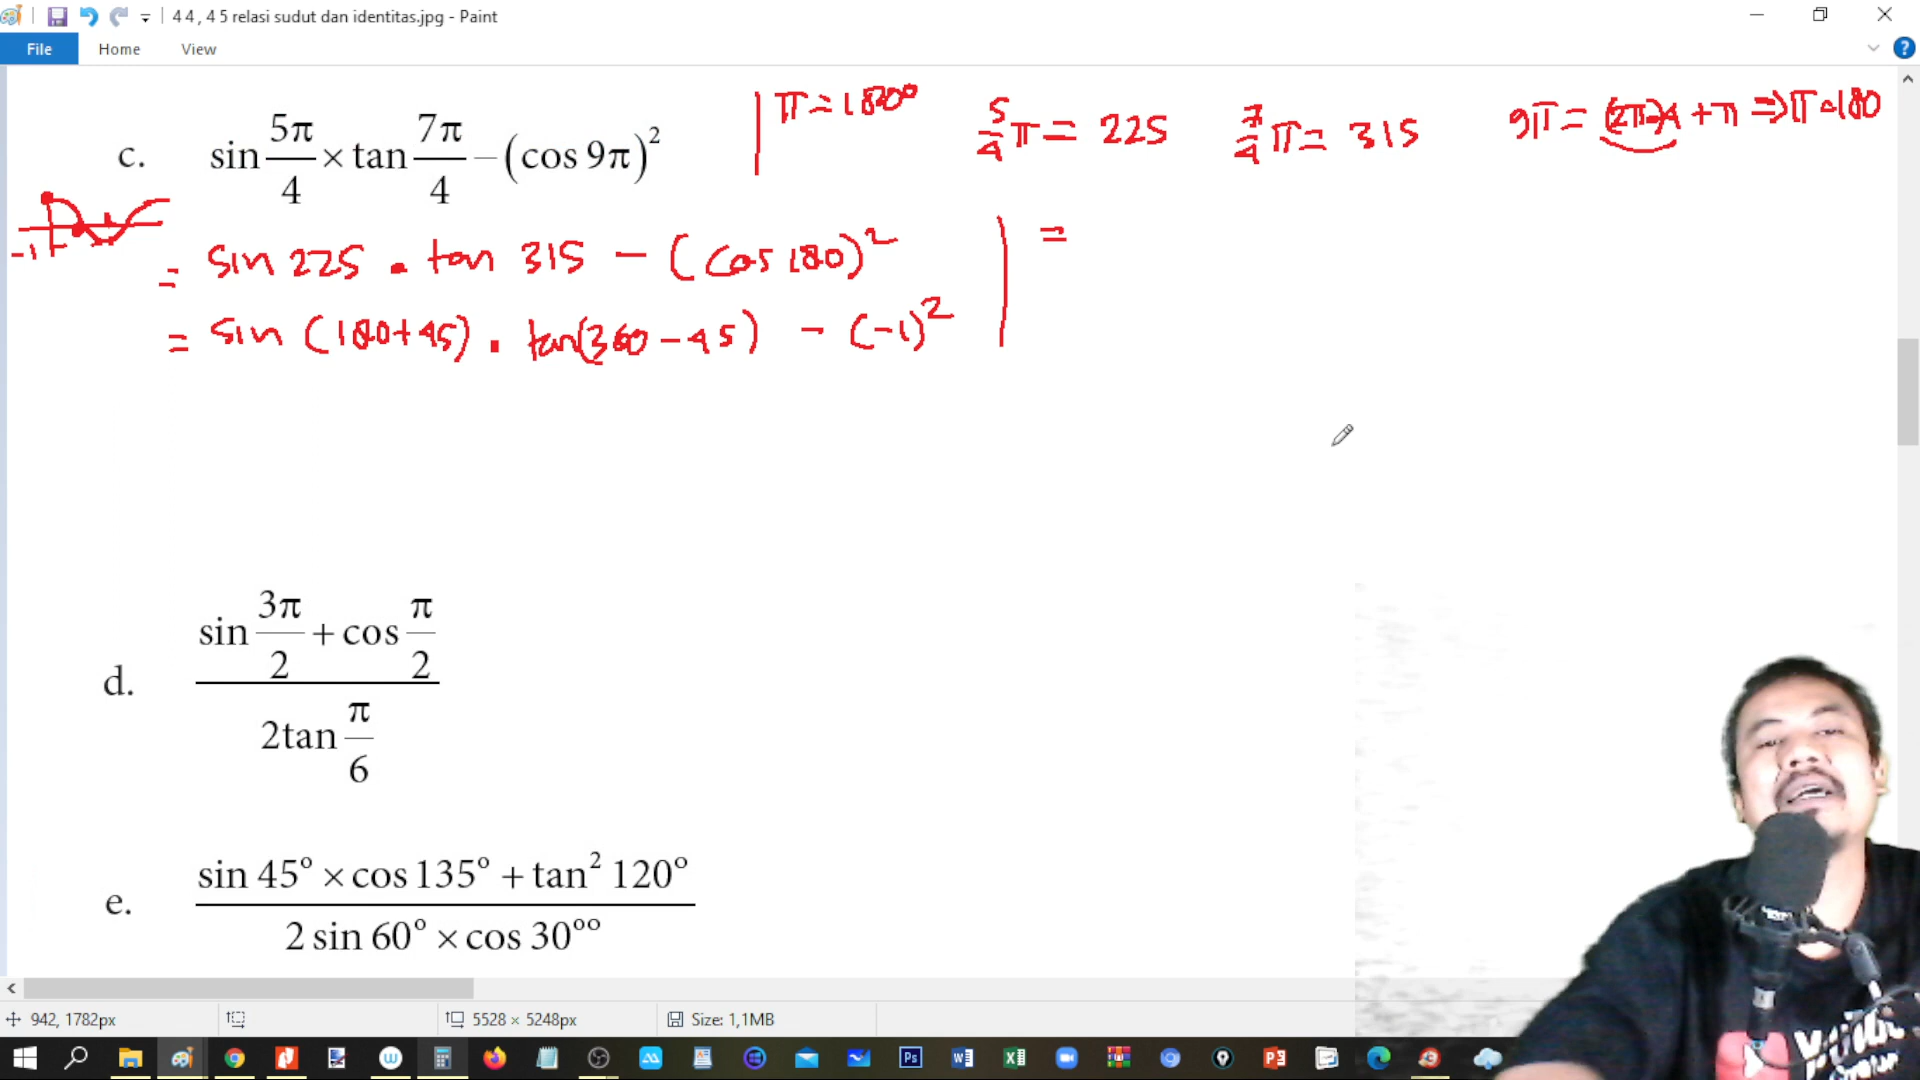 4 4 , 4 5 relasi sudut dan identitas.jpg - Paint
File Home View
c. sin 5π/4 × tan 7π/4 – (cos 9π)²
π = 180°
5/4 π = 225
7/4 π = 315
9π = (2π)·4 + π ⇒ π = 180
-1
= sin 225 . tan 315 - (cos 180)²
=
= sin (180+45) . tan(360-45) - (-1)²
d. sin 3π/2 + cos π/2
2tan π/6
e. sin 45° × cos 135° + tan² 120°
2 sin 60° × cos 30°°
942, 1782px 5528 × 5248px Size: 1,1MB